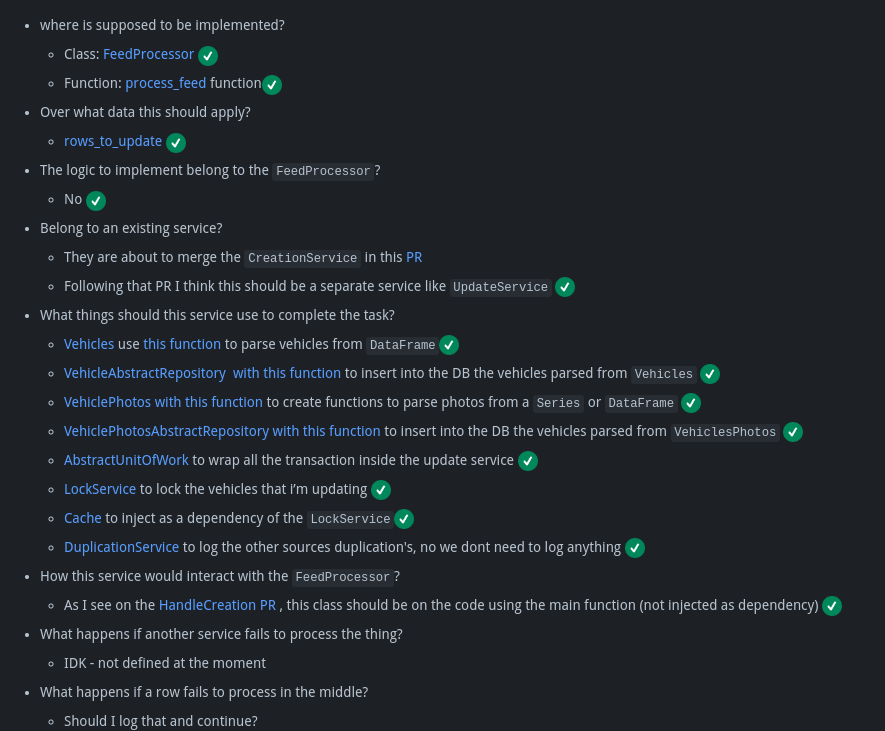 where is supposed to be implemented?
Class: FeedProcessor
Function: process_feed function
Over what data this should apply?
rows_to_update
The logic to implement belong to the FeedProcessor?
No
Belong to an existing service?
They are about to merge the CreationService in this PR
Following that PR I think this should be a separate service like UpdateService
What things should this service use to complete the task?
Vehicles use this function to parse vehicles from DataFrame
VehicleAbstractRepository with this function to insert into the DB the vehicles parsed from Vehicles
VehiclePhotos with this function to create functions to parse photos from a Series or DataFrame
VehiclePhotosAbstractRepository with this function to insert into the DB the vehicles parsed from VehiclesPhotos
AbstractUnitOfWork to wrap all the transaction inside the update service
LockService to lock the vehicles that i'm updating
Cache to inject as a dependency of the LockService
DuplicationService to log the other sources duplication's, no we dont need to log anything
How this service would interact with the FeedProcessor?
As I see on the HandleCreation PR , this class should be on the code using the main function (not injected as dependency)
What happens if another service fails to process the thing?
IDK - not defined at the moment
What happens if a row fails to process in the middle?
Should I log that and continue?